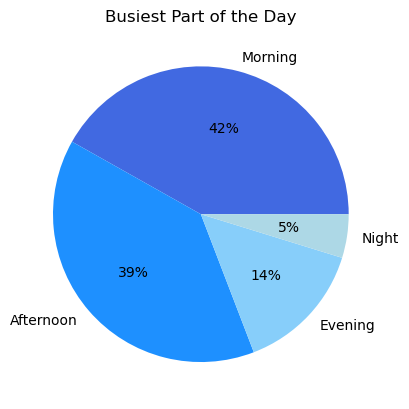 Busiest Part of the Day
Morning
42%
5%
Night
39%
14%
Afternoon
Evening